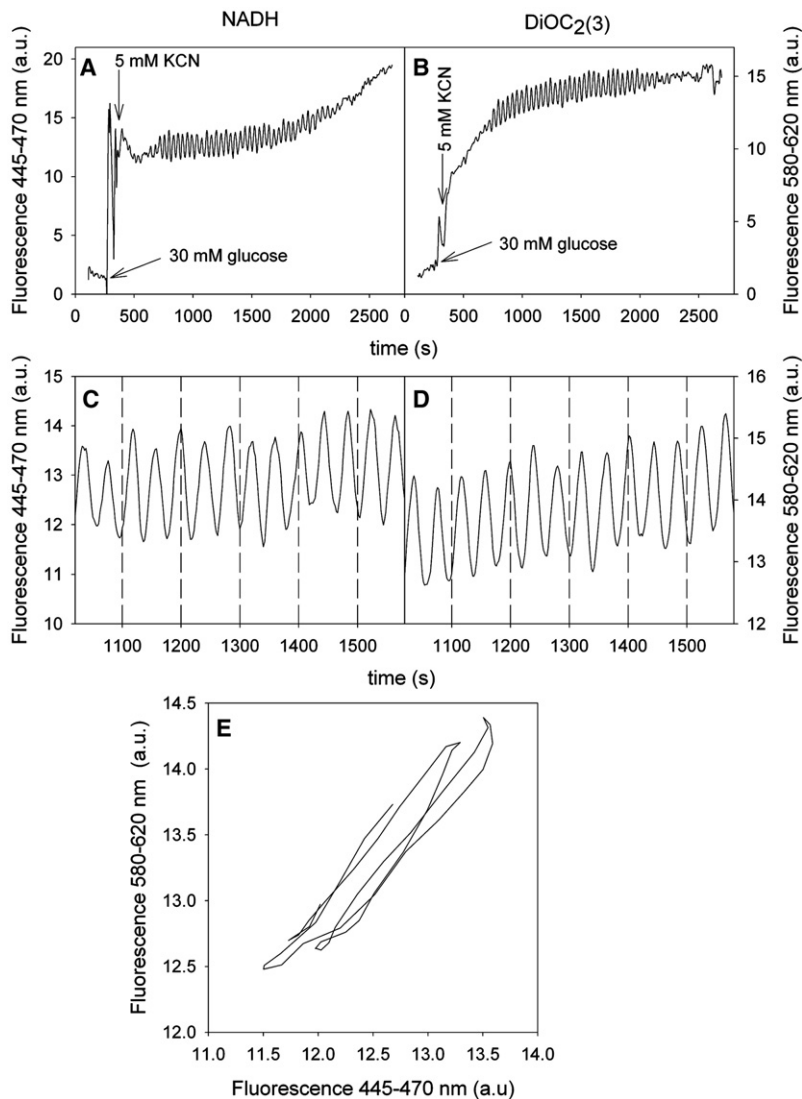 NADH
DiOC2(3)
Fluorescence 445-470 nm (a.u.)
20
15
10
5
0
A
5 mM KCN
30 mM glucose
0 500 1000 1500 2000 2500
time (s)
B
5 mM KCN
30 mM glucose
0 500 1000 1500 2000 2500
time (s)
15
10
5
0
Fluorescence 580-620 nm (a.u.)
Fluorescence 445-470 nm (a.u.)
15
14
13
12
11
10
C
1100 1200 1300 1400 1500
time (s)
D
1100 1200 1300 1400 1500
time (s)
16
15
14
13
12
Fluorescence 580-620 nm (a.u.)
Fluorescence 580-620 nm (a.u.)
14.5
14.0
13.5
13.0
12.5
12.0
E
11.0 11.5 12.0 12.5 13.0 13.5 14.0
Fluorescence 445-470 nm (a.u)